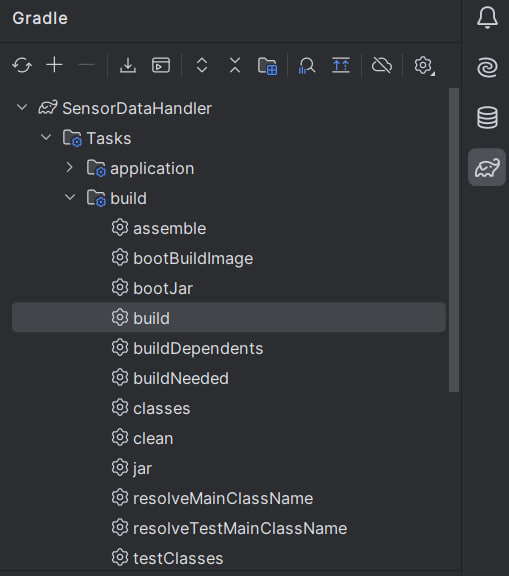 Gradle
SensorDataHandler
Tasks
application
build
assemble
bootBuildImage
bootJar
build
buildDependents
buildNeeded
classes
clean
jar
resolveMainClassName
resolveTestMainClassName
testClasses